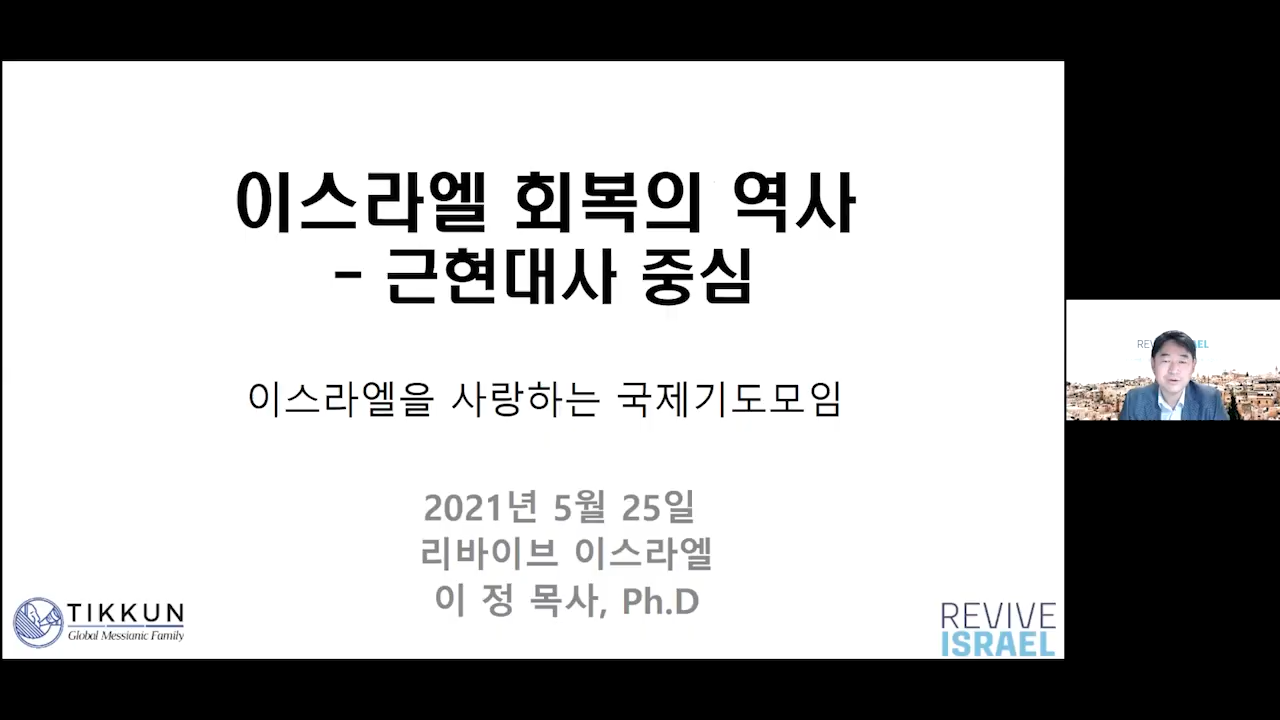 이스라엘 회복의 역사
- 근현대사 중심
이스라엘을 사랑하는 국제기도모임
2021년 5월 25일
리바이브 이스라엘
이 정 목사, Ph.D
TIKKUN
Global Messianic Family
REVIVE
ISRAEL